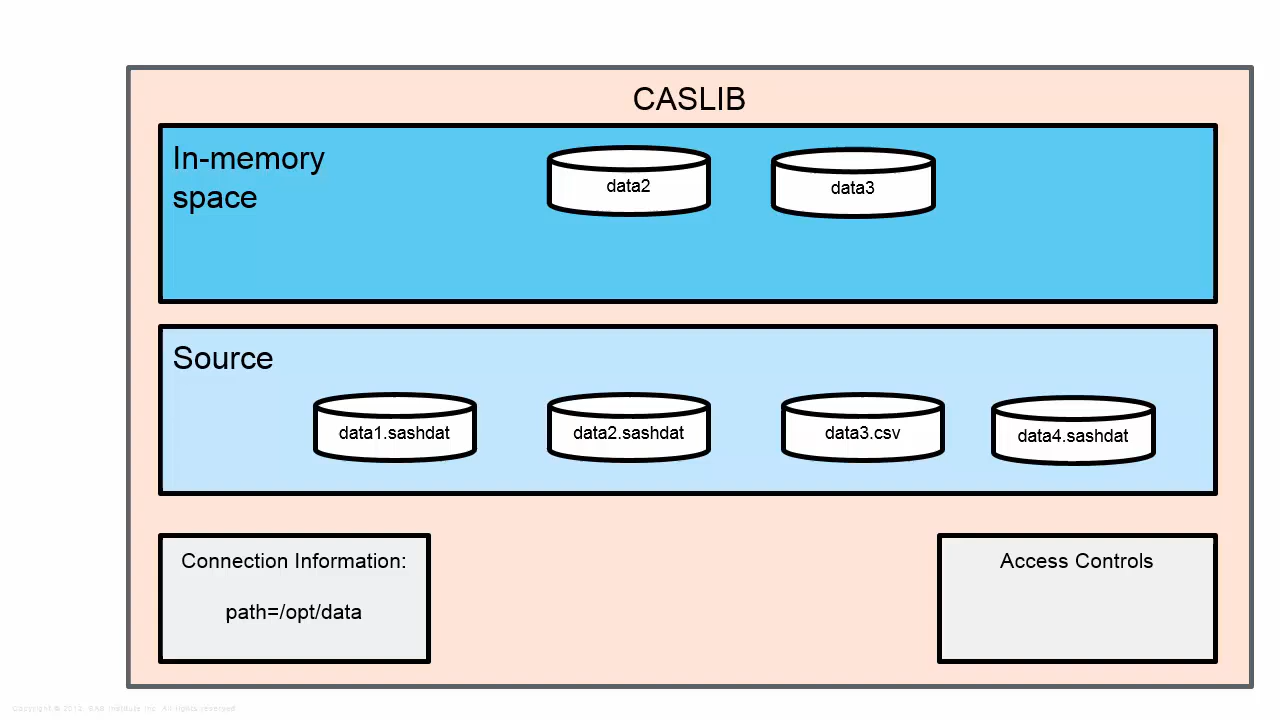 CASLIB
In-memory
space
data2
data3
Source
data1.sashdat
data2.sashdat
data3.csv
data4.sashdat
Connection Information:
path=/opt/data
Access Controls